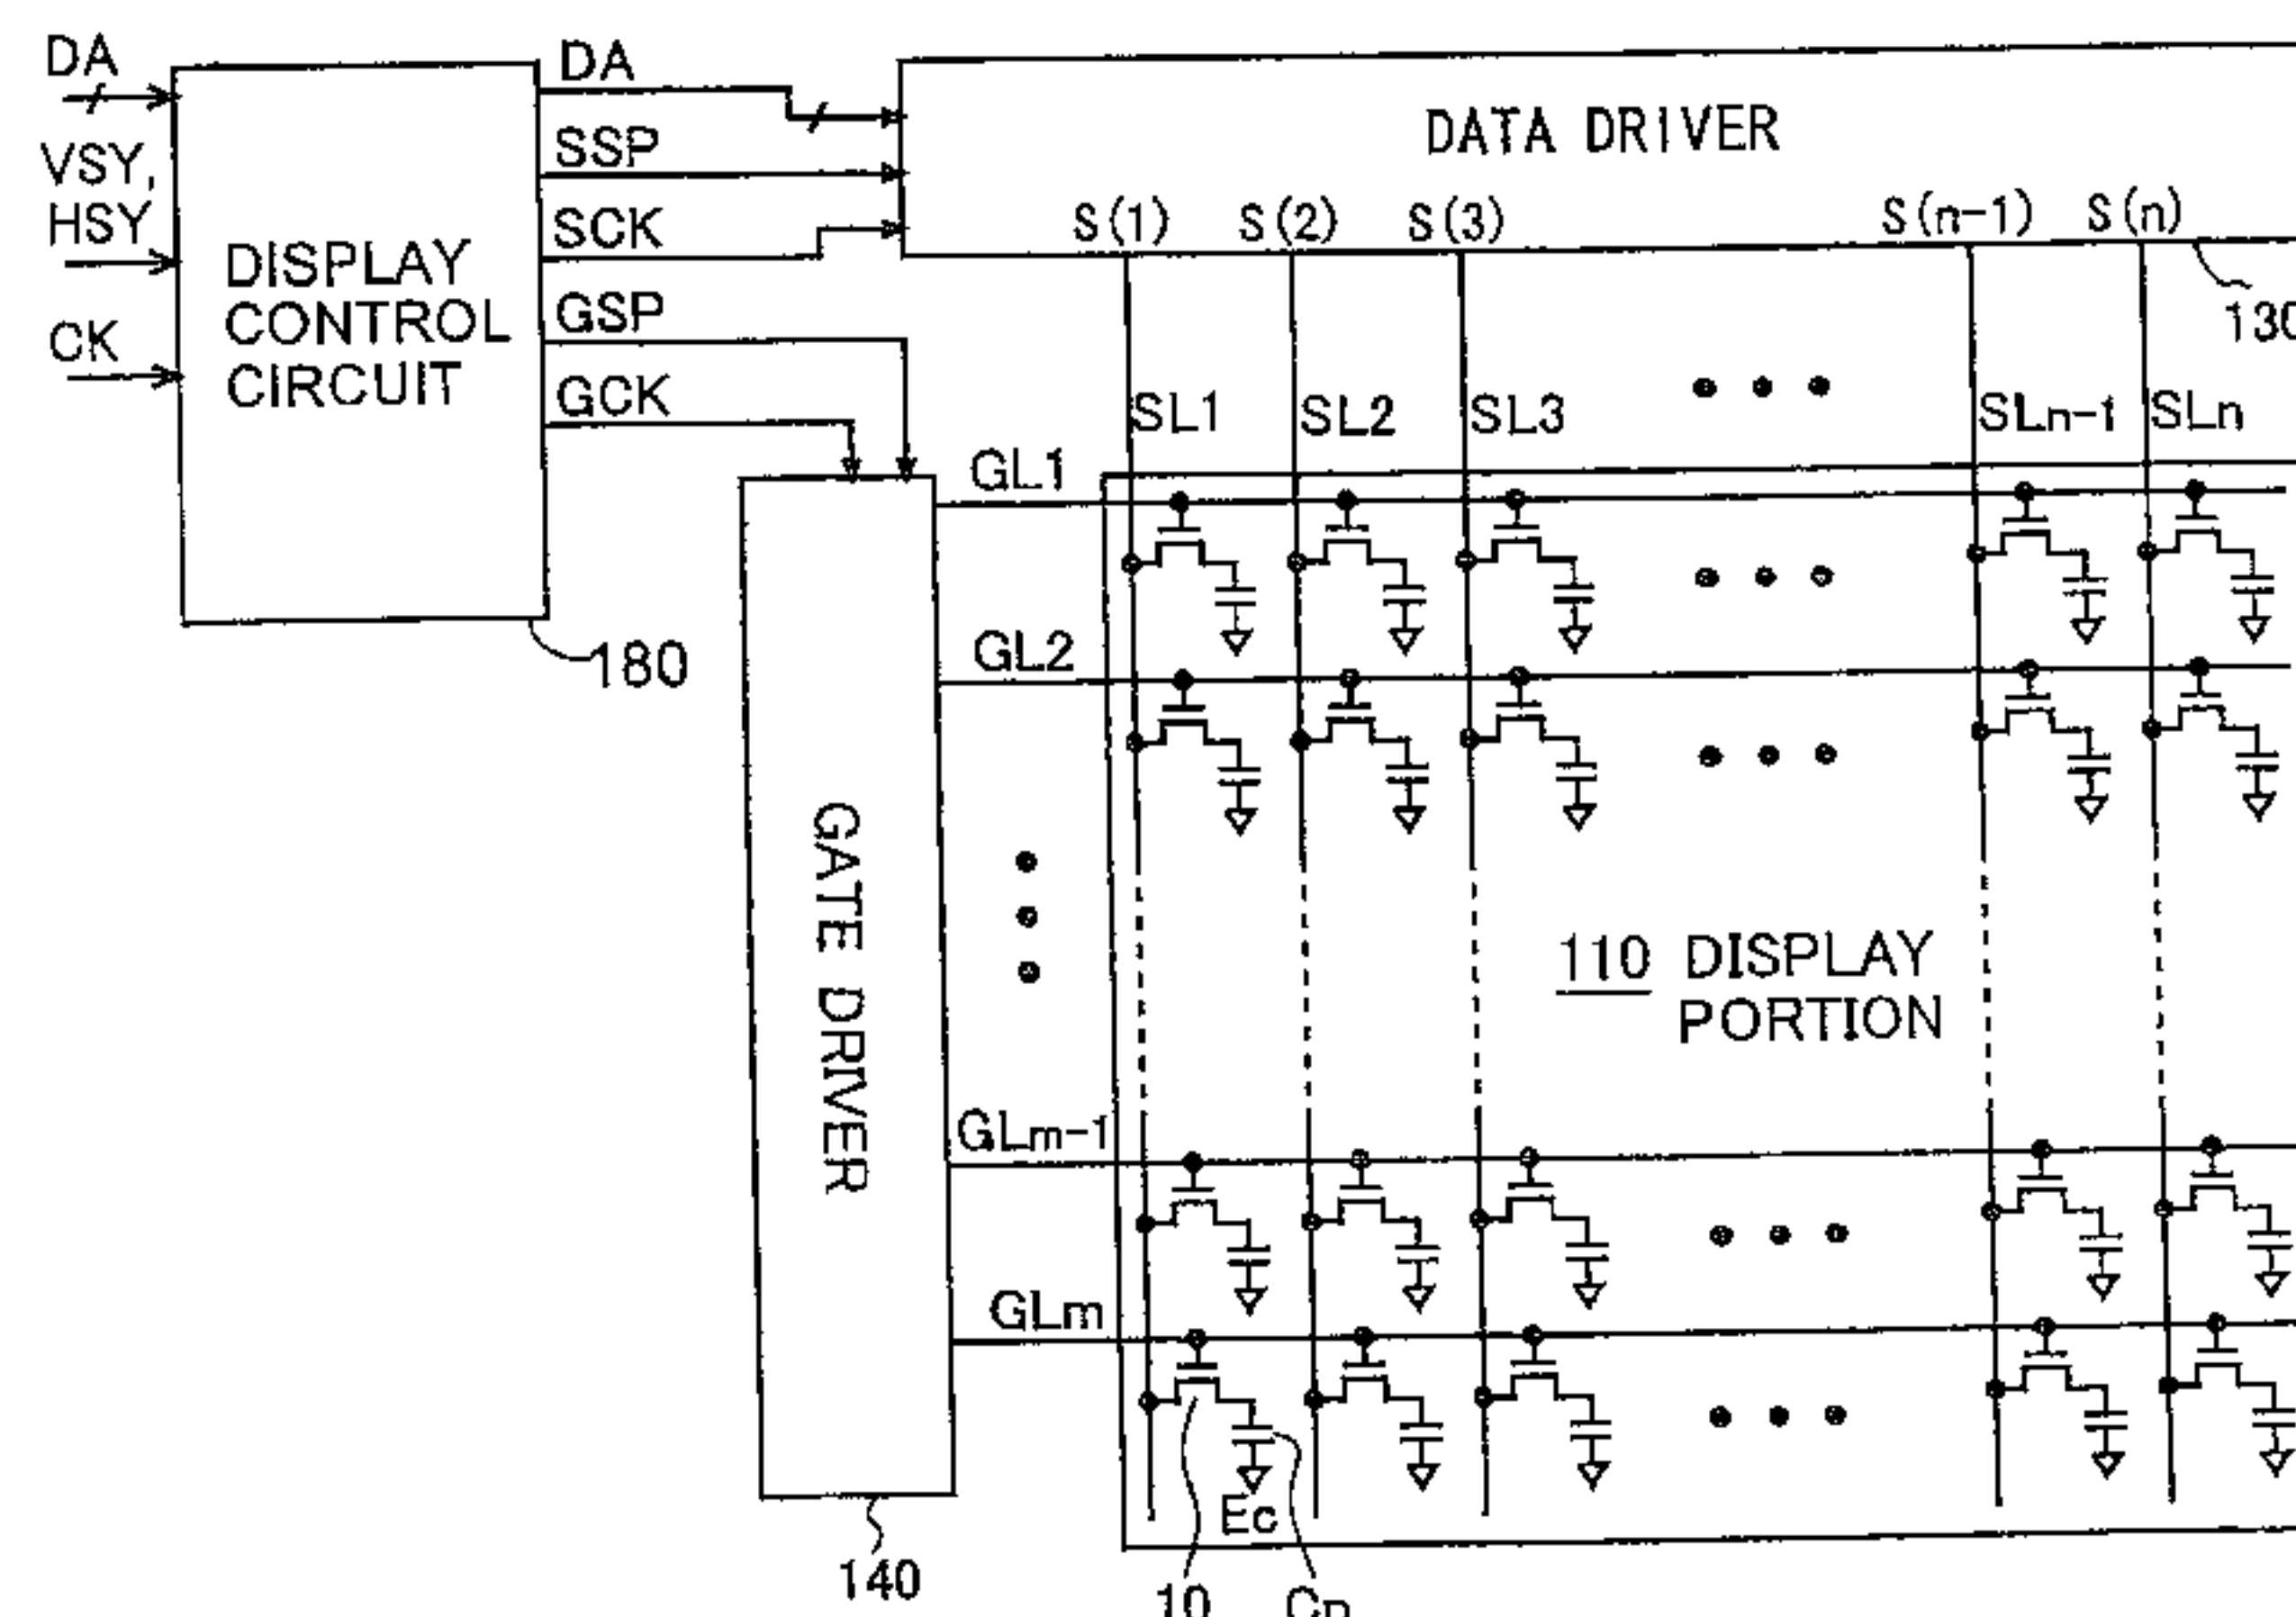 DA
VSY,
HSY
CK
DISPLAY
CONTROL
CIRCUIT
180
DA
SSP
SCK
GSP
GCK
DATA DRIVER
S(1) S(2) S(3) S(n-1) S(n)
130
SL1 SL2 SL3 SLn-1 SLn
GL1
GL2
GATE DRIVER
110 DISPLAY
PORTION
GLm-1
GLm
Ec
140
10
Cp